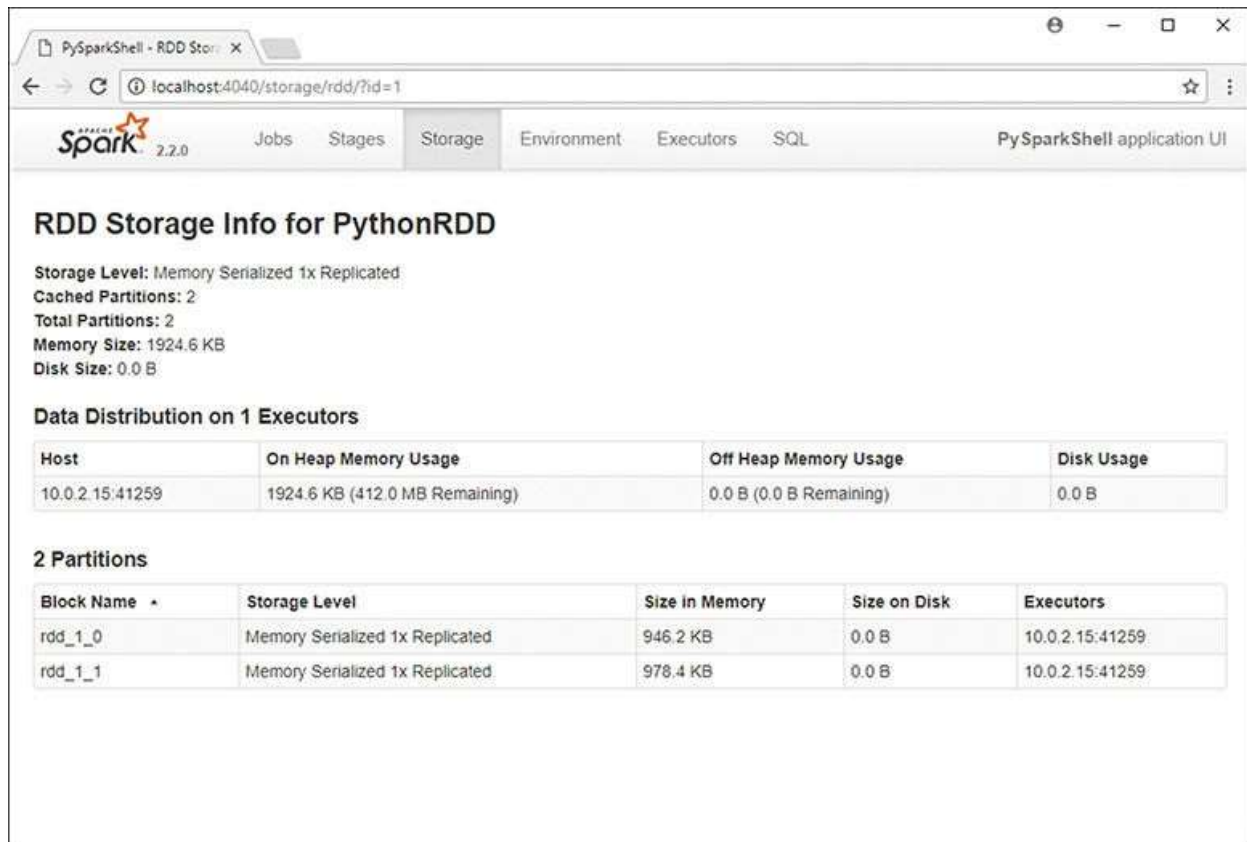 PySparkShell - RDD Stor
localhost:4040/storage/rdd/?id=1
APACHE Spark 2.2.0 Jobs Stages Storage Environment Executors SQL PySparkShell application UI
RDD Storage Info for PythonRDD
Storage Level: Memory Serialized 1x Replicated
Cached Partitions: 2
Total Partitions: 2
Memory Size: 1924.6 KB
Disk Size: 0.0 B
Data Distribution on 1 Executors
Host On Heap Memory Usage Off Heap Memory Usage Disk Usage
10.0.2.15:41259 1924.6 KB (412.0 MB Remaining) 0.0 B (0.0 B Remaining) 0.0 B
2 Partitions
Block Name Storage Level Size in Memory Size on Disk Executors
rdd_1_0 Memory Serialized 1x Replicated 946.2 KB 0.0 B 10.0.2.15:41259
rdd_1_1 Memory Serialized 1x Replicated 978.4 KB 0.0 B 10.0.2.15:41259